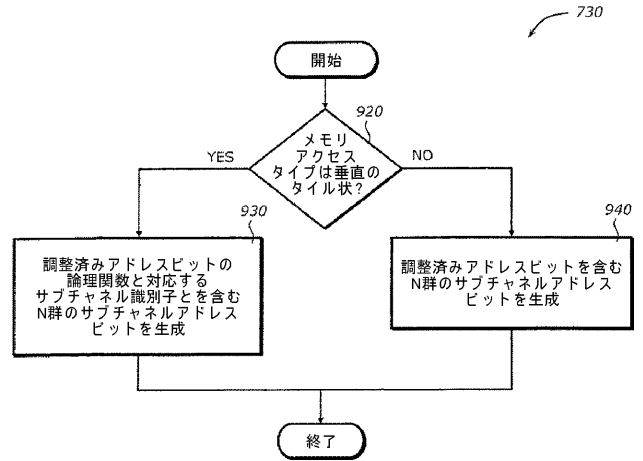 730
開始
920
メモリ
アクセス
タイプは垂直の
タイル状?
YES
NO
930
調整済みアドレスビットの
論理関数と対応する
サブチャネル識別子とを含む
N群のサブチャネルアドレス
ビットを生成
940
調整済みアドレスビットを含む
N群のサブチャネルアドレス
ビットを生成
終了